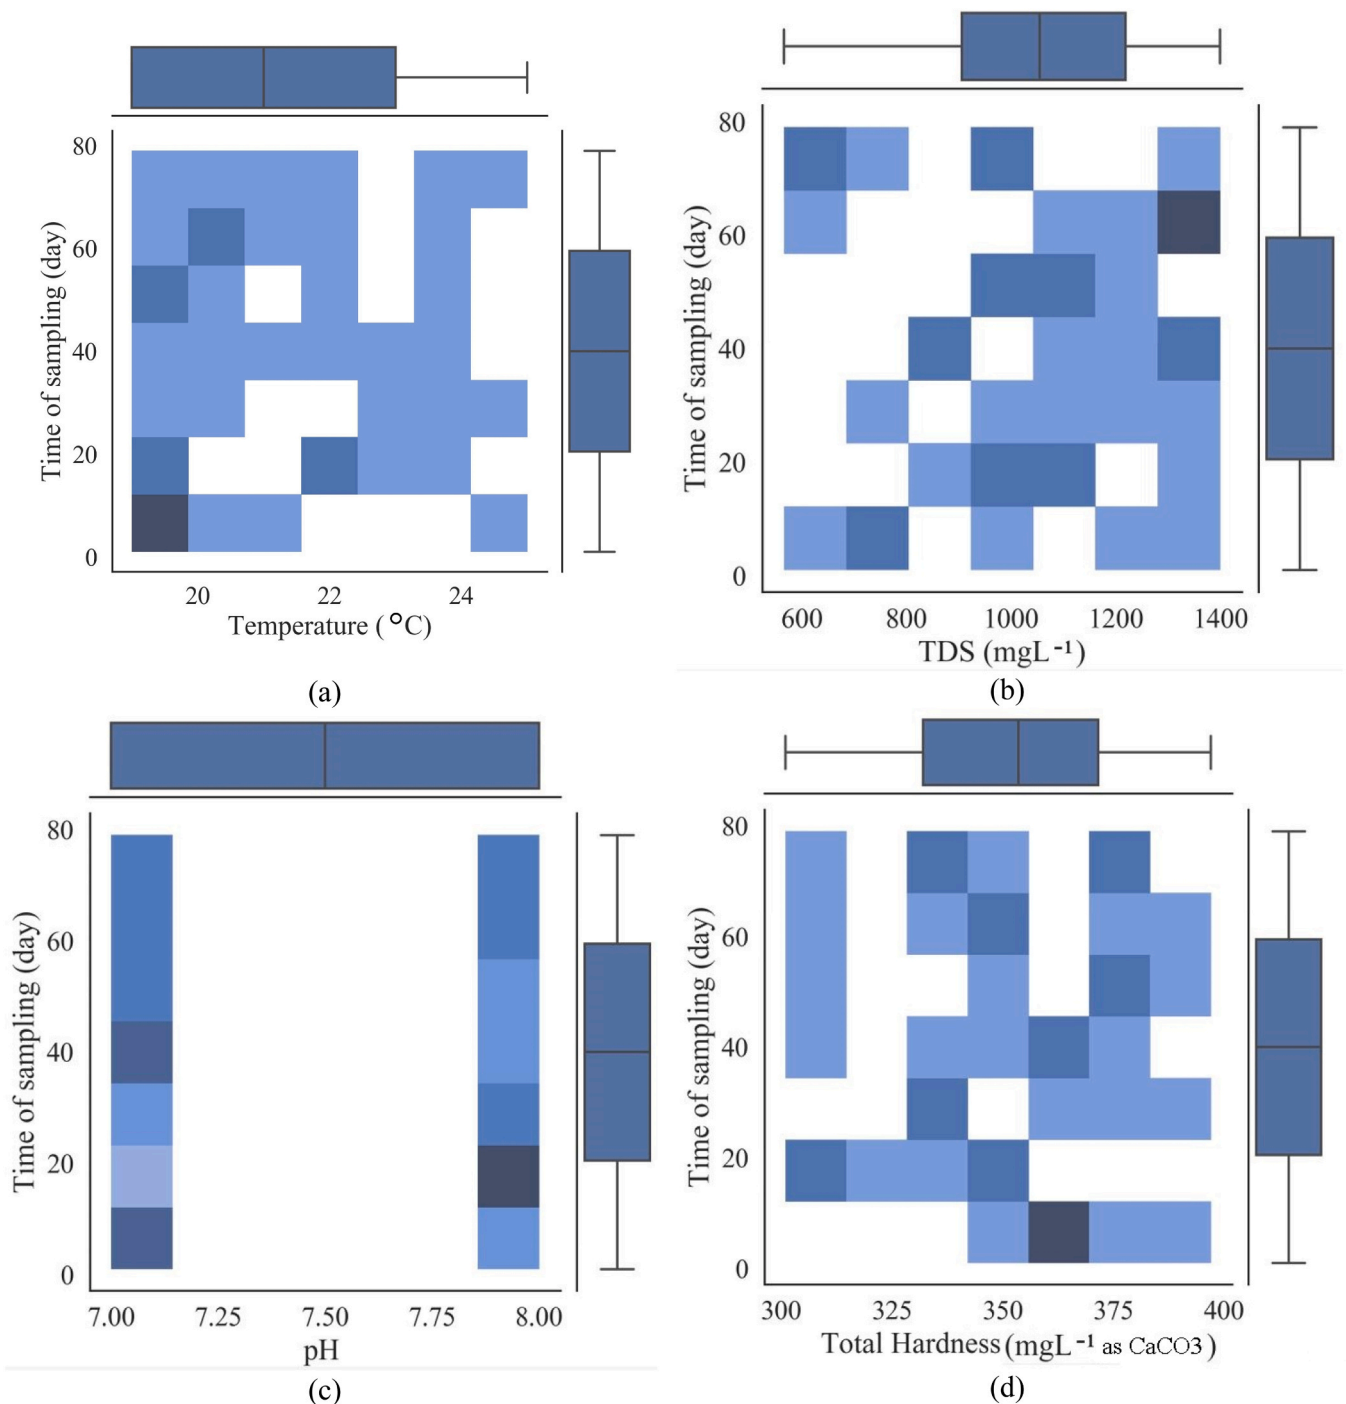 80
60
40
20
0
Time of sampling (day)
20 22 24
Temperature ( °C)
(a)
80
60
40
20
0
Time of sampling (day)
600 800 1000 1200 1400
TDS (mgL⁻¹)
(b)
80
60
40
20
0
Time of sampling (day)
7.00 7.25 7.50 7.75 8.00
pH
(c)
80
60
40
20
0
Time of sampling (day)
300 325 350 375 400
Total Hardness (mgL⁻¹ as CaCO3 )
(d)